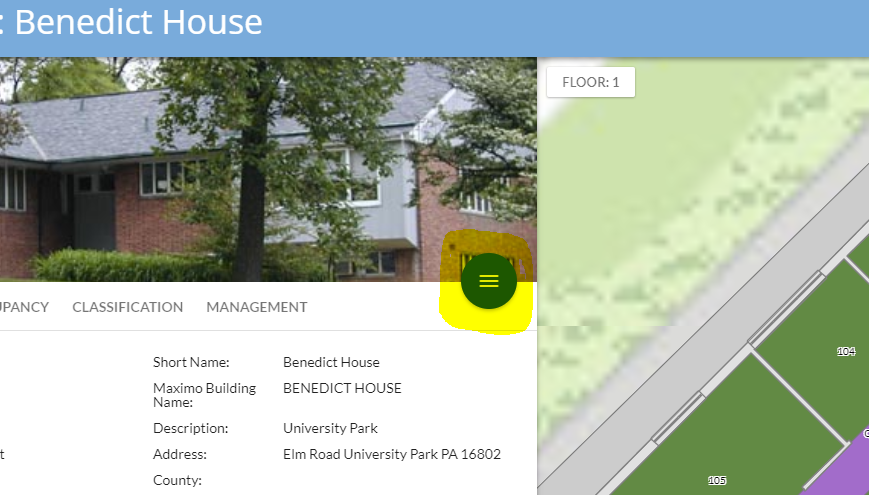 : Benedict House
FLOOR: 1
UPANCY CLASSIFICATION MANAGEMENT
Short Name: Benedict House
Maximo Building Name: BENEDICT HOUSE
Description: University Park
t
Address: Elm Road University Park PA 16802
County:
104
105